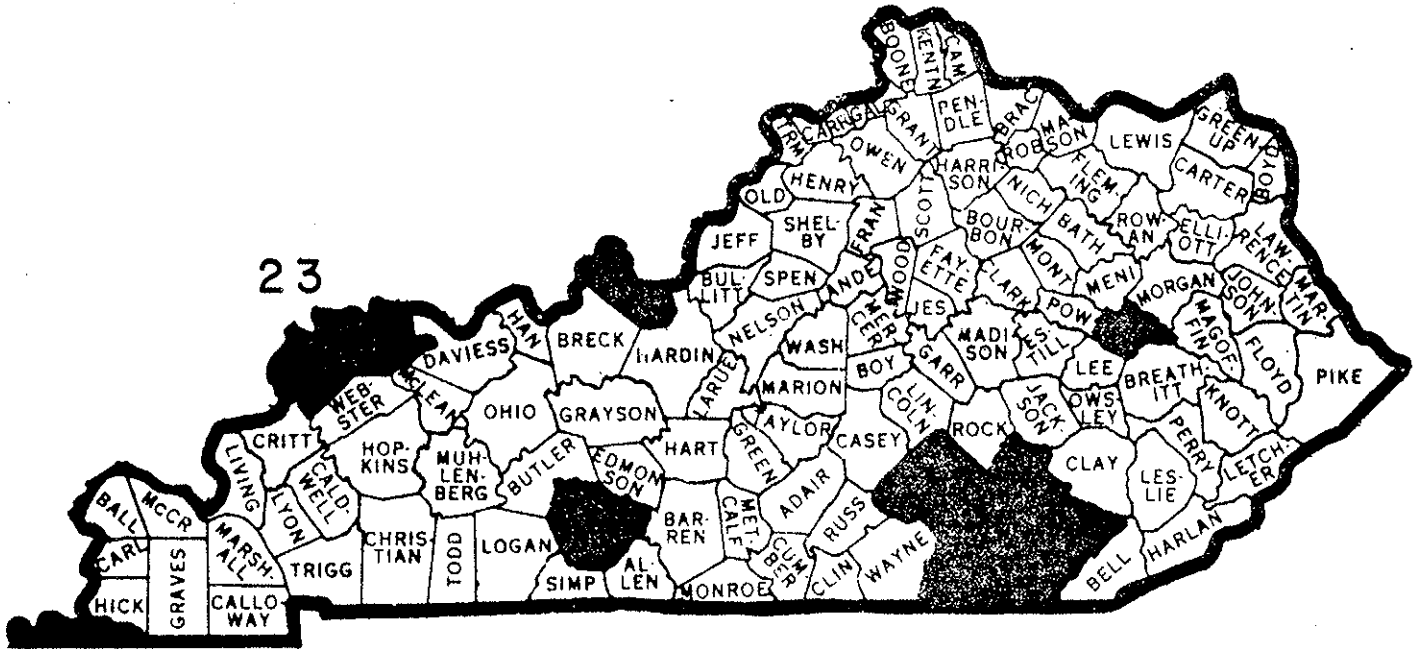 BOONE
KENTN
CAM
GRANT
PEN-
DLE
BRAC
TRM
CARR
GAL
OWEN
ROB
MA-
SON
LEWIS
GREEN-
UP
BOYD
HENRY
HARRI-
SON
FLEM-
ING
CARTER
OLD
SCOTT
NICH
JEFF
SHEL-
BY
FRAN
BOUR-
BON
BATH
ROW-
AN
ELLI-
OTT
LAW-
RENCE
23
BUL-
LITT
SPEN
ANDE
WOOD
FAY-
ETTE
CLARK
MONT
MENI
MORGAN
JOHN-
SON
MAR-
TIN
HAN
BRECK
HARDIN
NELSON
WASH
MER-
CER
JES
MADI-
SON
ES-
TILL
POW
MAGOF-
FIN
FLOYD
PIKE
DAVIESS
MCLEAN
WEB-
STER
OHIO
GRAYSON
LARUE
MARION
BOY
GARR
LEE
BREATH-
ITT
KNOTT
CRITT
HOP-
KINS
MUH-
LEN-
BERG
BUTLER
EDMON-
SON
HART
GREEN
AYLOR
CASEY
LIN-
COLN
ROCK
JACK-
SON
OWS-
LEY
PERRY
LETCH-
ER
LIVING
CALD-
WELL
LYON
CLAY
LES-
LIE
BALL
MCCR
MARSH-
ALL
CHRIS-
TIAN
TODD
LOGAN
BAR-
REN
MET-
CALF
ADAIR
RUSS
HARLAN
CAR
GRAVES
TRIGG
SIMP
AL-
LEN
MONROE
CUM-
BER
CLIN
WAYNE
BELL
HICK
CALLO-
WAY